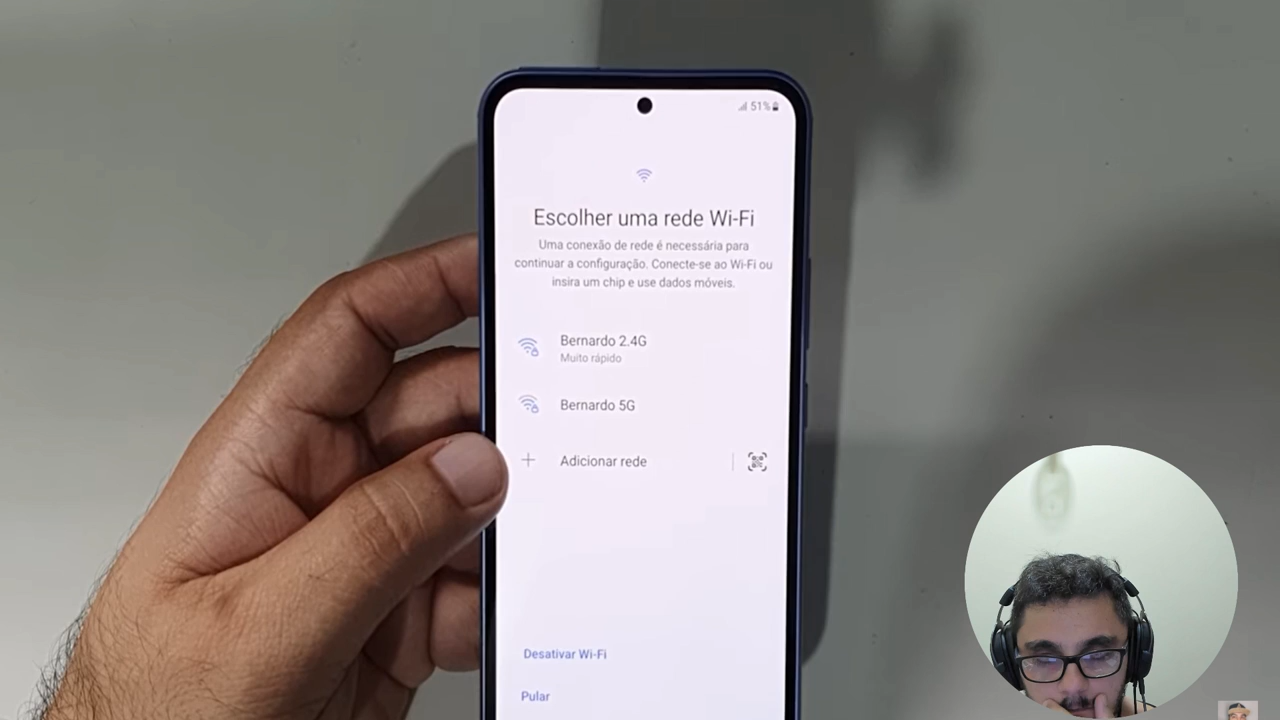 51%
Escolher uma rede Wi-Fi
Uma conexão de rede é necessária para
continuar a configuração. Conecte-se ao Wi-Fi ou
insira um chip e use dados móveis.
Bernardo 2.4G
Muito rápido
Bernardo 5G
Adicionar rede
Desativar Wi-Fi
Pular